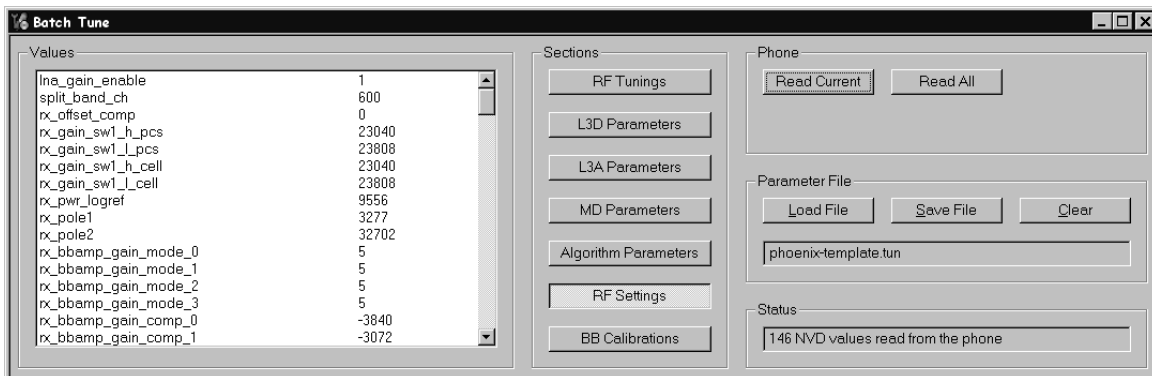 Batch Tune
Values
lna_gain_enable 1
split_band_ch 600
rx_offset_comp 0
rx_gain_sw1_h_pcs 23040
rx_gain_sw1_l_pcs 23808
rx_gain_sw1_h_cell 23040
rx_gain_sw1_l_cell 23808
rx_pwr_logref 9556
rx_pole1 3277
rx_pole2 32702
rx_bbamp_gain_mode_0 5
rx_bbamp_gain_mode_1 5
rx_bbamp_gain_mode_2 5
rx_bbamp_gain_mode_3 5
rx_bbamp_gain_comp_0 -3840
rx_bbamp_gain_comp_1 -3072
Sections
RF Tunings
L3D Parameters
L3A Parameters
MD Parameters
Algorithm Parameters
RF Settings
BB Calibrations
Phone
Read Current Read All
Parameter File
Load File Save File Clear
phoenix-template.tun
Status
146 NVD values read from the phone